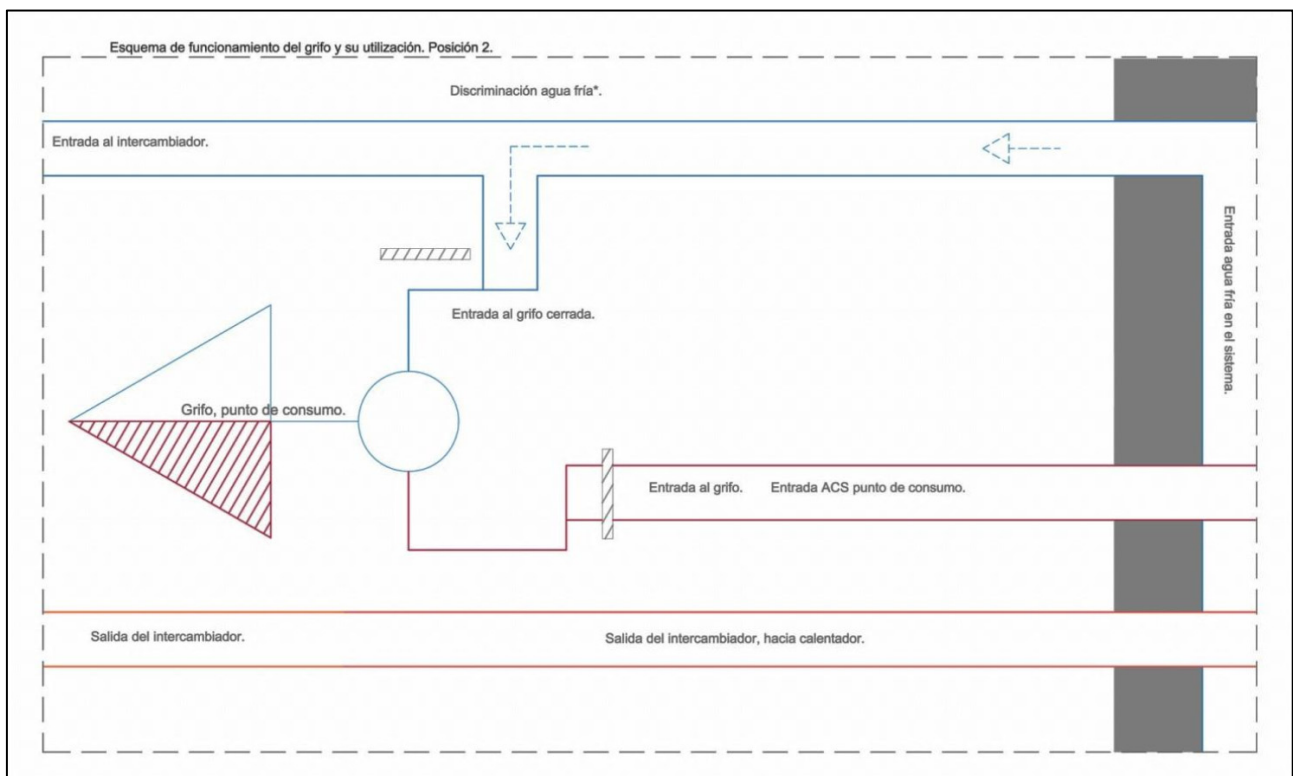 Esquema de funcionamiento del grifo y su utilización. Posición 2.
Discriminación agua fría*.
Entrada al intercambiador.
Entrada agua fría en el sistema.
Entrada al grifo cerrada.
Grifo, punto de consumo.
Entrada al grifo. Entrada ACS punto de consumo.
Salida del intercambiador.
Salida del intercambiador, hacia calentador.